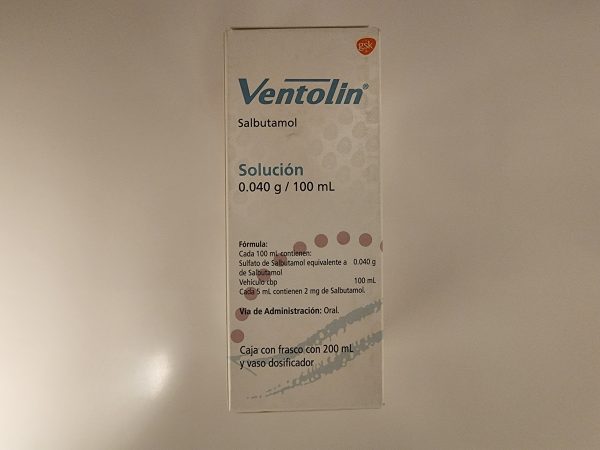 gsk
Ventolin®
Salbutamol
Solución
0.040 g / 100 mL
Fórmula:
Cada 100 mL contienen:
Sulfato de Salbutamol equivalente a 0.040 g
de Salbutamol
Vehículo cbp 100 mL
Cada 5 mL contienen 2 mg de Salbutamol.
Vía de Administración: Oral.
Caja con frasco con 200 mL
y vaso dosificador